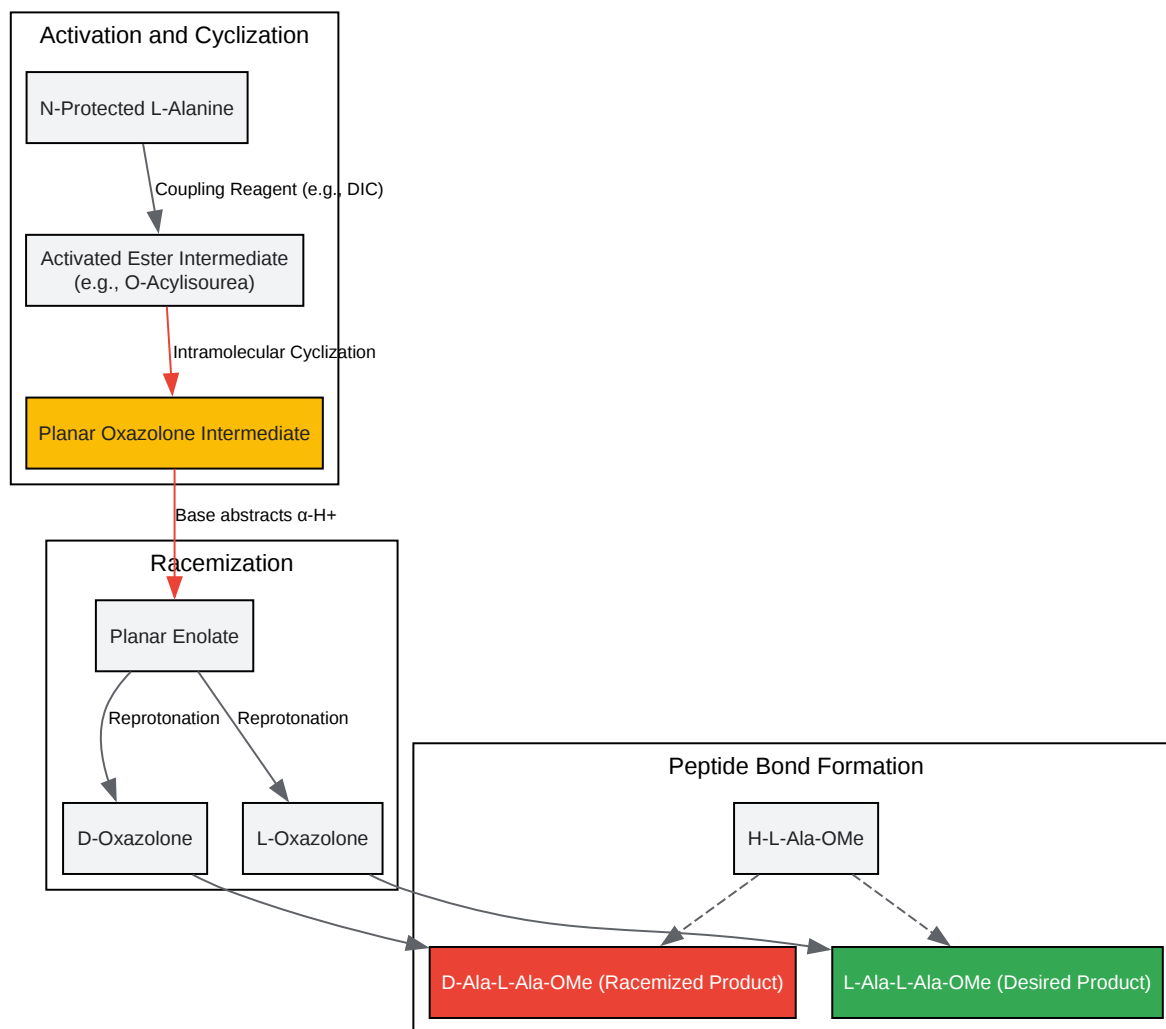 Activation and Cyclization
N-Protected L-Alanine
Coupling Reagent (e.g., DIC)
Activated Ester Intermediate
(e.g., O-Acylisourea)
Intramolecular Cyclization
Planar Oxazolone Intermediate
Base abstracts α-H+
Racemization
Planar Enolate
Reprotonation
Reprotonation
D-Oxazolone
L-Oxazolone
Peptide Bond Formation
H-L-Ala-OMe
D-Ala-L-Ala-OMe (Racemized Product)
L-Ala-L-Ala-OMe (Desired Product)